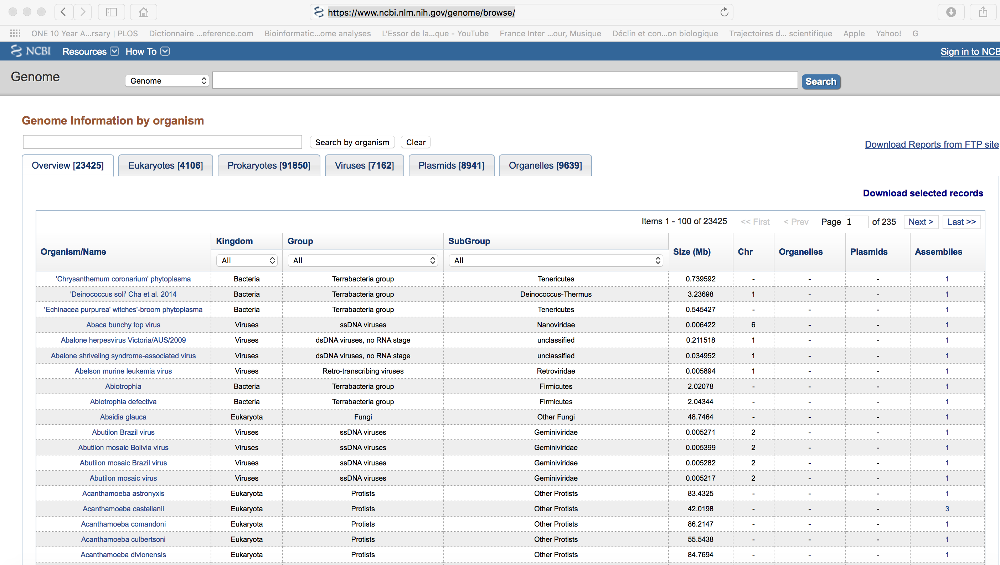 https://www.ncbi.nlm.nih.gov/genome/browse/
ONE 10 Year A...rsary | PLOS Dictionnaire ...eference.com Bioinformatic...ome analyses L'Essor de la...que - YouTube France Inter ...our, Musique Déclin et con...on biologique Trajectoires d... scientifique Apple Yahoo! G
NCBI Resources How To Sign in to NCB
Genome Genome Search
Genome Information by organism
Search by organism Clear Download Reports from FTP site
Overview [23425] Eukaryotes [4106] Prokaryotes [91850] Viruses [7162] Plasmids [8941] Organelles [9639]
Download selected records
Items 1 - 100 of 23425 << First < Prev Page 1 of 235 Next > Last >>
Organism/Name Kingdom Group SubGroup Size (Mb) Chr Organelles Plasmids Assemblies
All All All
'Chrysanthemum coronarium' phytoplasma Bacteria Terrabacteria group Tenericutes 0.739592 - - - 1
'Deinococcus soli' Cha et al. 2014 Bacteria Terrabacteria group Deinococcus-Thermus 3.23698 1 - - 1
'Echinacea purpurea' witches'-broom phytoplasma Bacteria Terrabacteria group Tenericutes 0.545427 - - - 1
Abaca bunchy top virus Viruses ssDNA viruses Nanoviridae 0.006422 6 - - 1
Abalone herpesvirus Victoria/AUS/2009 Viruses dsDNA viruses, no RNA stage unclassified 0.211518 1 - - 1
Abalone shriveling syndrome-associated virus Viruses dsDNA viruses, no RNA stage unclassified 0.034952 1 - - 1
Abelson murine leukemia virus Viruses Retro-transcribing viruses Retroviridae 0.005894 1 - - 1
Abiotrophia Bacteria Terrabacteria group Firmicutes 2.02078 - - - 1
Abiotrophia defectiva Bacteria Terrabacteria group Firmicutes 2.04344 - - - 1
Absidia glauca Eukaryota Fungi Other Fungi 48.7464 - - - 1
Abutilon Brazil virus Viruses ssDNA viruses Geminiviridae 0.005271 2 - - 1
Abutilon mosaic Bolivia virus Viruses ssDNA viruses Geminiviridae 0.005399 2 - - 1
Abutilon mosaic Brazil virus Viruses ssDNA viruses Geminiviridae 0.005282 2 - - 1
Abutilon mosaic virus Viruses ssDNA viruses Geminiviridae 0.005217 2 - - 1
Acanthamoeba astronyxis Eukaryota Protists Other Protists 83.4325 - - - 1
Acanthamoeba castellanii Eukaryota Protists Other Protists 42.0198 - - - 3
Acanthamoeba comandoni Eukaryota Protists Other Protists 86.2147 - - - 1
Acanthamoeba culbertsoni Eukaryota Protists Other Protists 55.5438 - - - 1
Acanthamoeba divionensis Eukaryota Protists Other Protists 84.7694 - - - 1